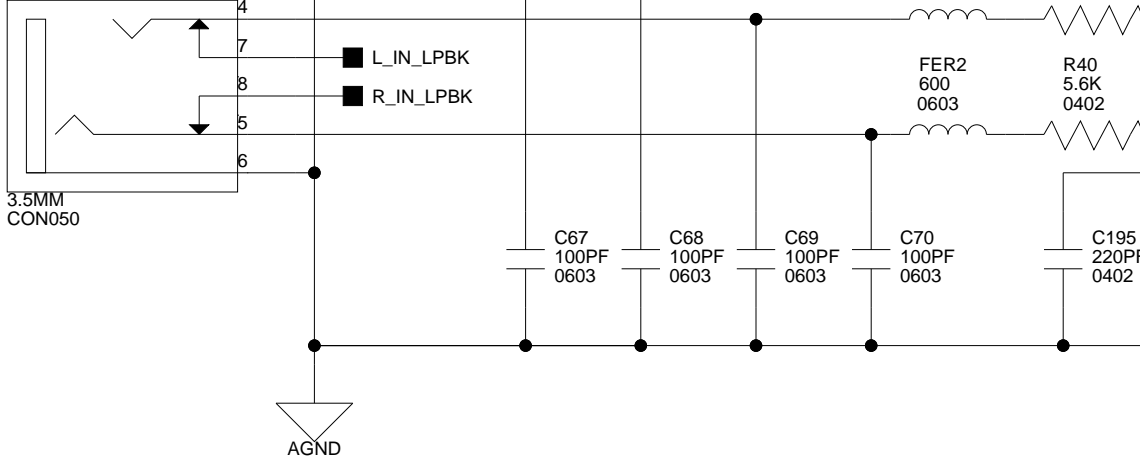 4
7
L_IN_LPBK
8
R_IN_LPBK
5
6
3.5MM
CON050
FER2
600
0603
R40
5.6K
0402
C67
100PF
0603
C68
100PF
0603
C69
100PF
0603
C70
100PF
0603
C195
220PF
0402
AGND